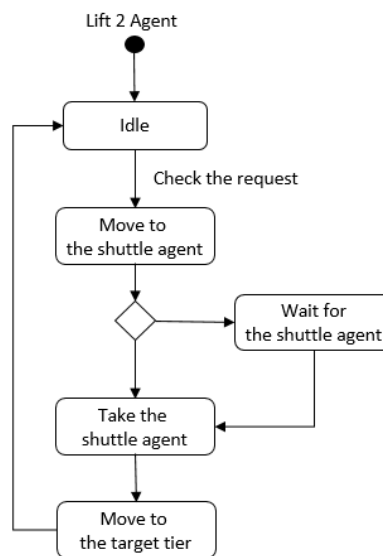 Lift 2 Agent
Idle
Check the request
Move to
the shuttle agent
Wait for
the shuttle agent
Take the
shuttle agent
Move to
the target tier